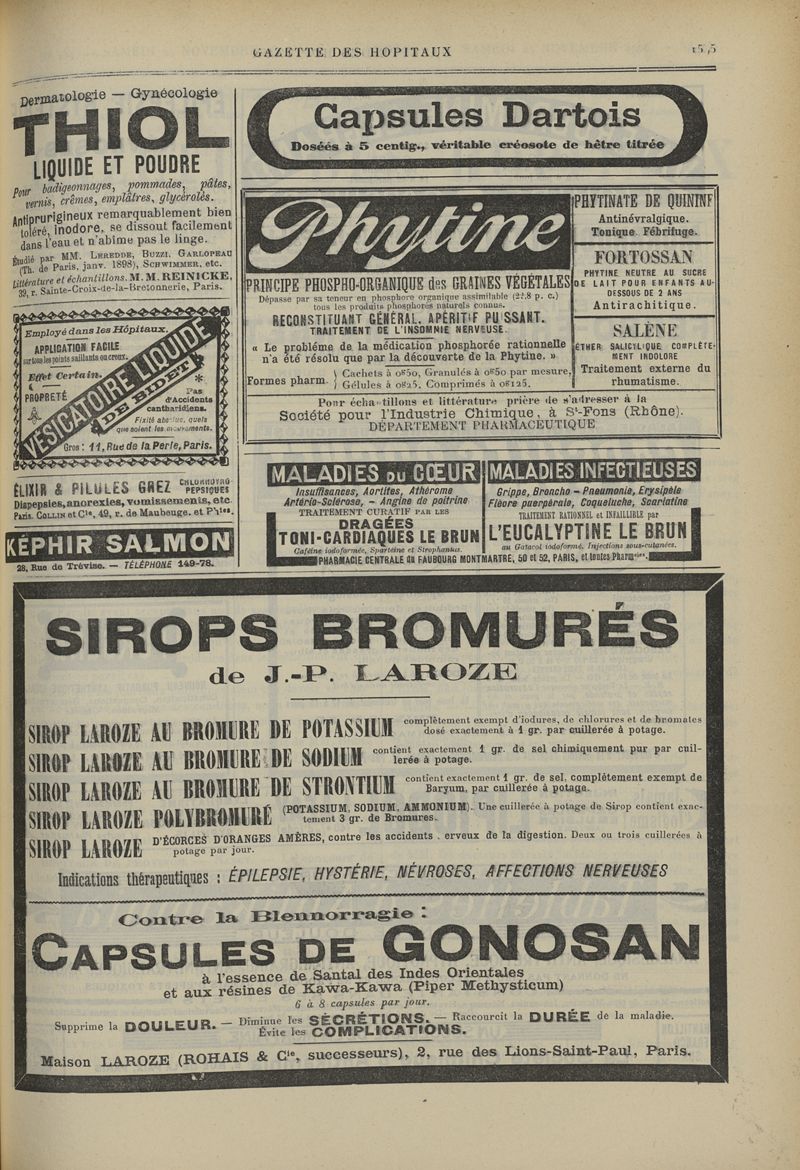 GAZETTE DES HOPITAUX
Dermatologie — Gynécologie
THIOL
LIQUIDE ET POUDRE
Pour badigeonnages, pommades, pâtes,
vernis, crêmes, emplâtres, glycérolés.
Antiprurigineux remarquablement bien
toléré, inodore, se dissout facilement
dans l'eau et n'abime pas le linge.
Étudié par MM. LEREDDE, BUZZI, GARLOPEAU
(Th. de Paris, janv. 1898), SCHWIMMER, etc.
Littérature et échantillons. M. M. REINICKE,
39, r. Sainte-Croix-de-la-Bretonnerie, Paris.
Employé dans les Hôpitaux.
APPLICATION FACILE
sur tous les points saillants ou creux.
Effet Certain.
PROPRETÉ
VÉSICATOIRE LIQUIDE
DE BIDET
Pas
d'Accidents
cantharidiens.
Fixité absolue, quels
que soient les mouvements.
Gros : 11, Rue de la Perle, Paris.
ÉLIXIR & PILULES GREZ CHLORHYDRO-
PEPSIQUES
Dispepsies, anorexies, vomissements, etc.
Paris. COLLIN et Cie, 49, r. de Maubeuge. et Phies.
KÉPHIR SALMON
28, Rue de Trévise. — TÉLÉPHONE 149-78.
Capsules Dartois
Doséés à 5 centig., véritable créosote de hêtre titrée
Phytine
PRINCIPE PHOSPHO-ORGANIQUE des GRAINES VÉGÉTALES
Dépasse par sa teneur en phosphore organique assimilable (22.8 p. c.)
tous les produits phosphorés naturels connus.
RECONSTITUANT GÉNÉRAL, APÉRITIF PUISSANT.
TRAITEMENT DE L'INSOMNIE NERVEUSE.
« Le problème de la médication phosphorée rationnelle
n'a été résolu que par la découverte de la Phytine. »
Formes pharm. { Cachets à 0g50, Granulés à 0g50 par mesure,
Gélules à 0g25, Comprimés à 0g125.
PHYTINATE DE QUININE
Antinévralgique.
Tonique. Fébrifuge.
FORTOSSAN
PHYTINE NEUTRE AU SUCRE
DE LAIT POUR ENFANTS AU-
DESSOUS DE 2 ANS
Antirachitique.
SALÈNE
ÉTHER SALICYLIQUE COMPLÈTE-
MENT INDOLORE
Traitement externe du
rhumatisme.
Pour échantillons et littérature prière de s'adresser à la
Société pour l'Industrie Chimique, à St-Fons (Rhône).
DÉPARTEMENT PHARMACEUTIQUE
MALADIES DU CŒUR
Insuffisances, Aortites, Athérome
Artério-Sclérose, - Angine de poitrine
TRAITEMENT CURATIF PAR LES
DRAGÉES
TONI-CARDIAQUES LE BRUN
Caféine iodoformée, Spartéine et Strophantus.
MALADIES INFECTIEUSES
Grippe, Broncho - Pneumonie, Erysipèle
Fièvre puerpérale, Coqueluche, Scarlatine
TRAITEMENT RATIONNEL et INFAILLIBLE par
L'EUCALYPTINE LE BRUN
au Gaïacol iodoformé, Injections sous-cutanées.
PHARMACIE CENTRALE du FAUBOURG MONTMARTRE, 50 et 52, PARIS, et toutes Pharmacies.
SIROPS BROMURÉS
de J.-P. LAROZE
SIROP LAROZE AU BROMURE DE POTASSIUM complètement exempt d'iodures, de chlorures et de bromates
dosé exactement à 1 gr. par cuillerée à potage.
SIROP LAROZE AU BROMURE DE SODIUM contient exactement 1 gr. de sel chimiquement pur par cuil-
lerée à potage.
SIROP LAROZE AU BROMURE DE STRONTIUM contient exactement 1 gr. de sel, complètement exempt de
Baryum, par cuillerée à potage.
SIROP LAROZE POLYBROMURÉ (POTASSIUM, SODIUM, AMMONIUM). Une cuillerée à potage de Sirop contient exac-
tement 3 gr. de Bromures.
SIROP LAROZE D'ÉCORCES D'ORANGES AMÈRES, contre les accidents erveux de la digestion. Deux ou trois cuillerées à
potage par jour.
Indications thérapeutiques : ÉPILEPSIE, HYSTÉRIE, NÉVROSES, AFFECTIONS NERVEUSES
Contre la Blennorragie :
CAPSULES DE GONOSAN
à l'essence de Santal des Indes Orientales
et aux résines de Kawa-Kawa (Piper Methysticum)
6 à 8 capsules par jour.
Supprime la DOULEUR. — Diminue les SÉCRÉTIONS. — Raccourcit la DURÉE de la maladie.
Évite les COMPLICATIONS.
Maison LAROZE (ROHAIS & Cie, successeurs), 2, rue des Lions-Saint-Paul, Paris.